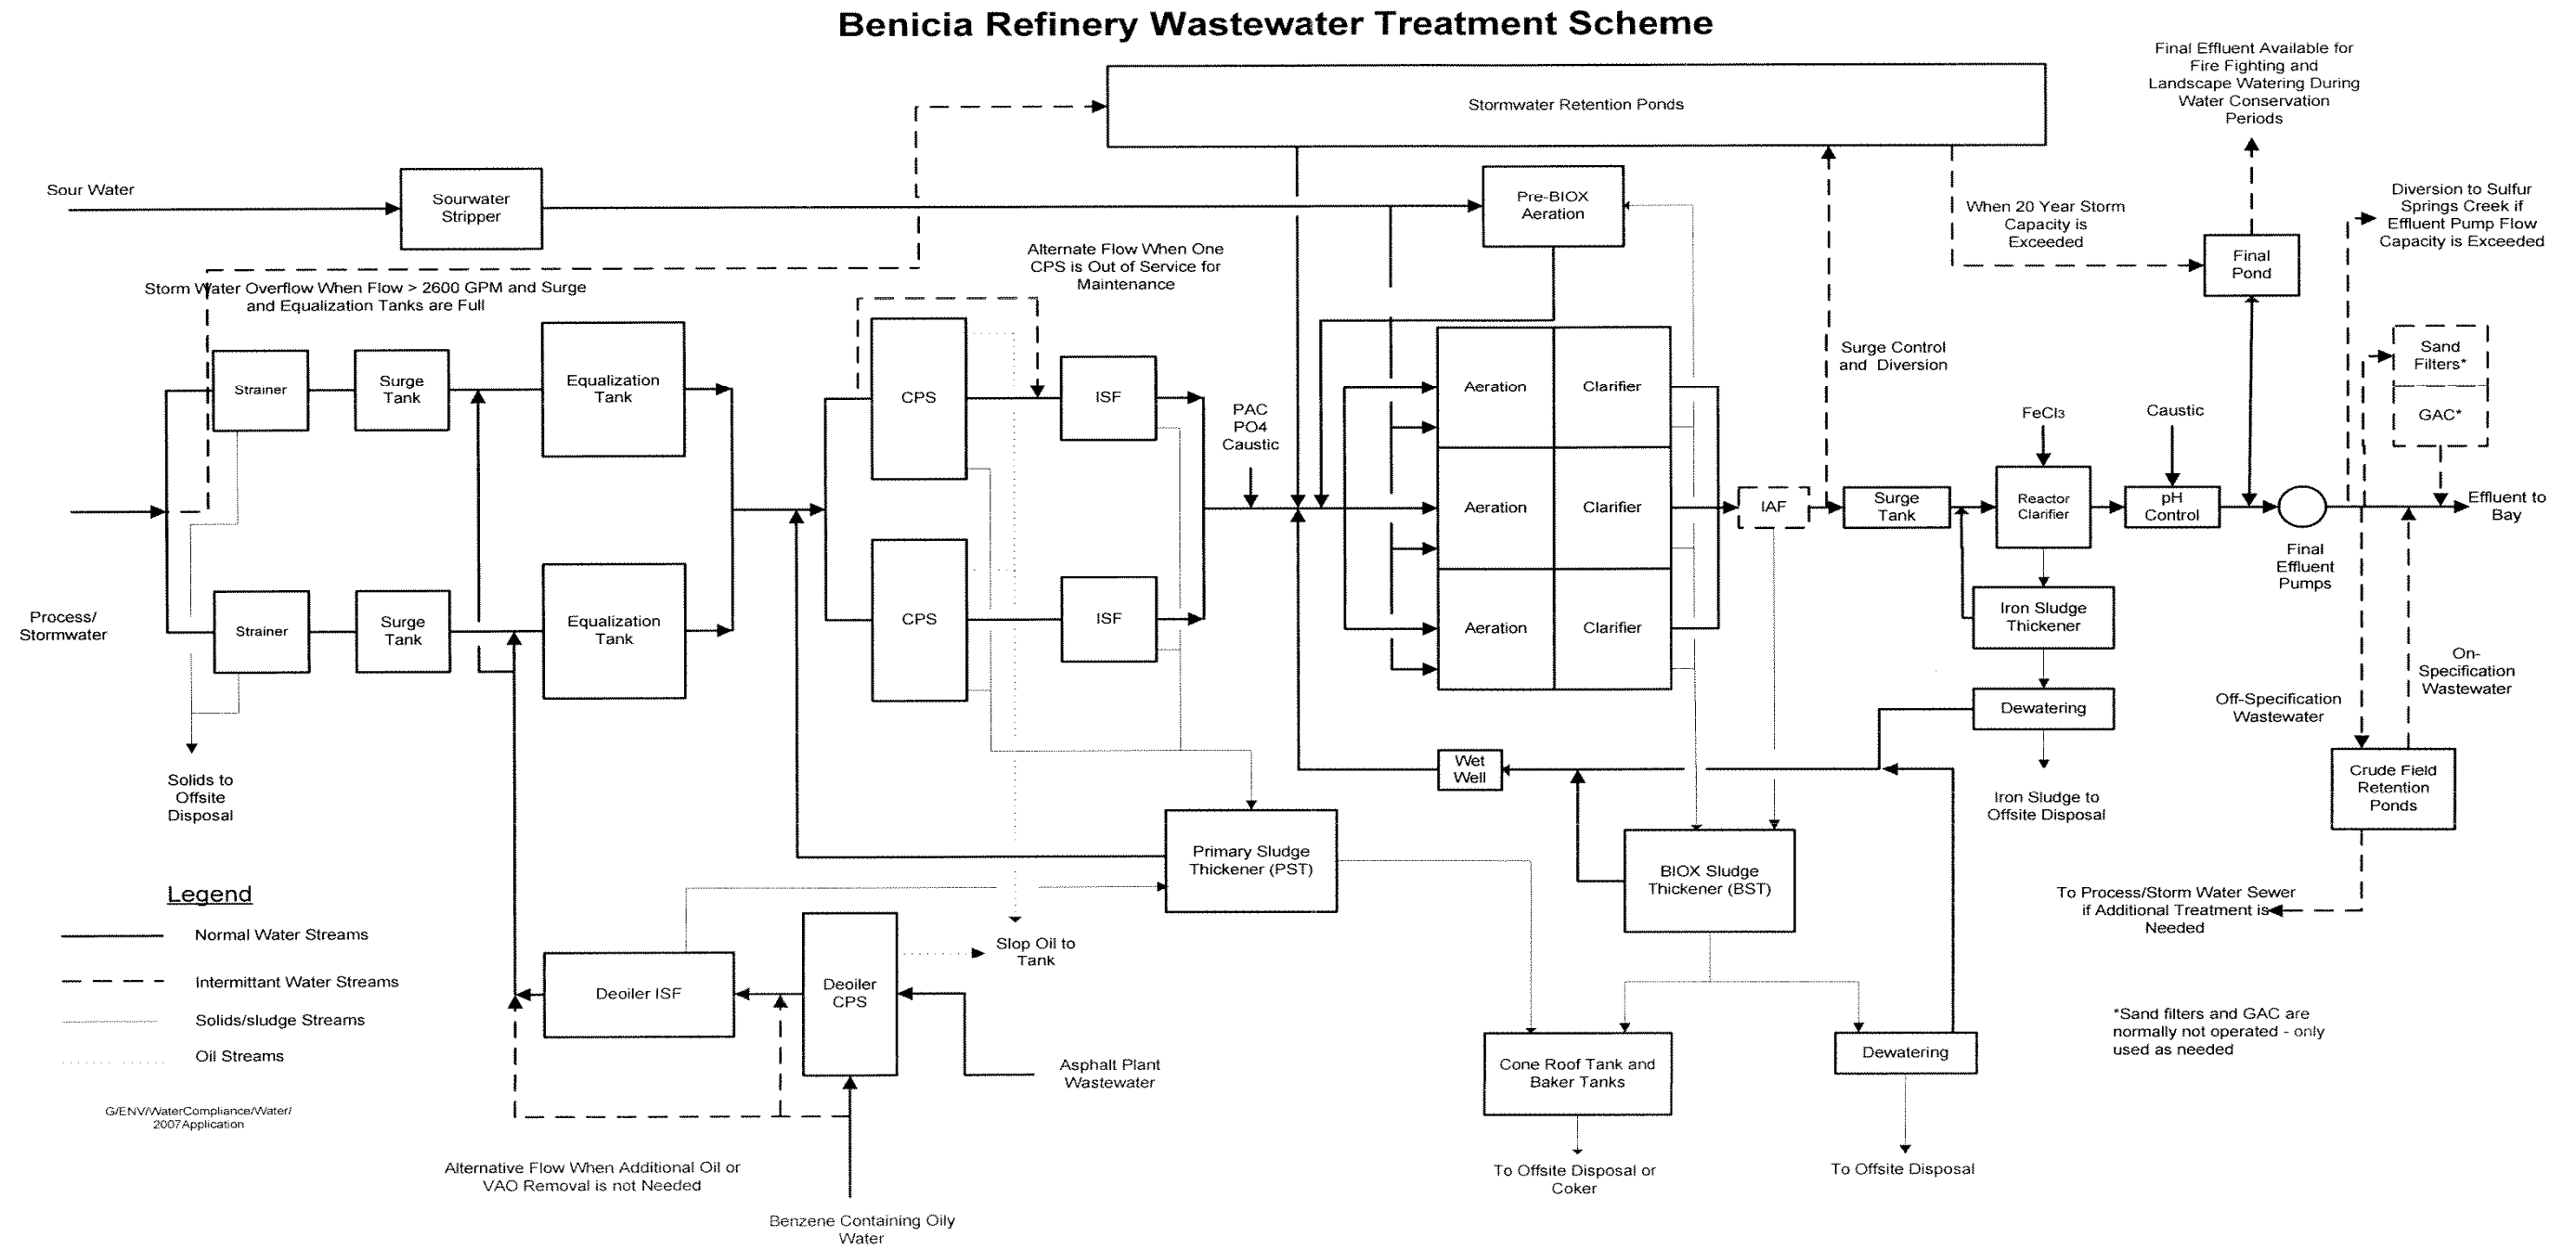 Benicia Refinery Wastewater Treatment Scheme
Final Effluent Available for
Fire Fighting and
Landscape Watering During
Water Conservation
Periods
Stormwater Retention Ponds
Sour Water
Sourwater
Stripper
Pre-BIOX
Aeration
When 20 Year Storm
Capacity is
Exceeded
Final
Pond
Diversion to Sulfur
Springs Creek if
Effluent Pump Flow
Capacity is Exceeded
Storm Water Overflow When Flow > 2600 GPM and Surge
and Equalization Tanks are Full
Alternate Flow When One
CPS is Out of Service for
Maintenance
Strainer
Surge
Tank
Equalization
Tank
CPS
ISF
PAC
PO4
Caustic
Aeration
Clarifier
Surge Control
and Diversion
FeCl3
Caustic
Sand
Filters*
GAC*
Aeration
Clarifier
IAF
Surge
Tank
Reactor
Clarifier
pH
Control
Final
Effluent
Pumps
Effluent to
Bay
Process/
Stormwater
Strainer
Surge
Tank
Equalization
Tank
CPS
ISF
Aeration
Clarifier
Iron Sludge
Thickener
Dewatering
Iron Sludge to
Offsite Disposal
Off-Specification
Wastewater
On-
Specification
Wastewater
Crude Field
Retention
Ponds
To Process/Storm Water Sewer
if Additional Treatment is
Needed
Solids to
Offsite
Disposal
Wet
Well
Primary Sludge
Thickener (PST)
BIOX Sludge
Thickener (BST)
Legend
Normal Water Streams
Intermittant Water Streams
Solids/sludge Streams
Oil Streams
G/ENV/WaterCompliance/Water/
2007Application
Deoiler ISF
Deoiler
CPS
Slop Oil to
Tank
Asphalt Plant
Wastewater
Cone Roof Tank and
Baker Tanks
Dewatering
*Sand filters and GAC are
normally not operated - only
used as needed
Alternative Flow When Additional Oil or
VAO Removal is not Needed
Benzene Containing Oily
Water
To Offsite Disposal or
Coker
To Offsite Disposal